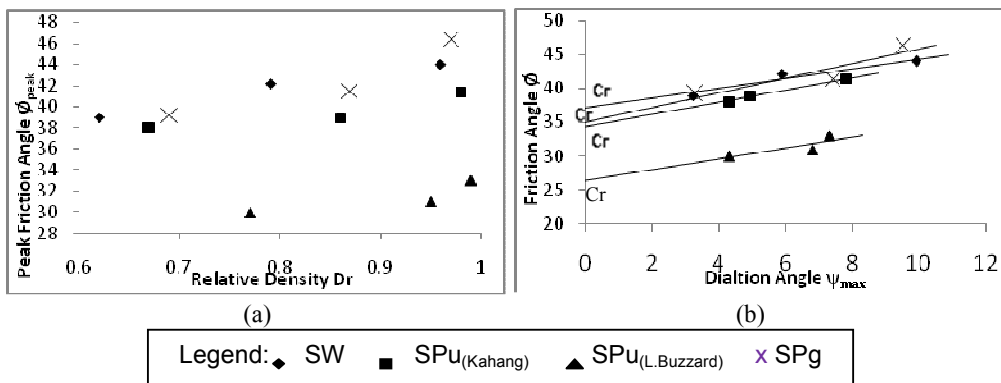 46
44
42
40
38
36
34
32
30
28
Peak Friction Angle ϕpeak
0.6 0.7 0.8 0.9 1
Relative Density Dr
(a)
50
45
40
35
30
25
20
Friction Angle Ø
Cr
Cr
Cr
Cr
0 2 4 6 8 10 12
Dialtion Angle ψmax
(b)
Legend: SW SPu(Kahang) SPu(L.Buzzard) x SPg